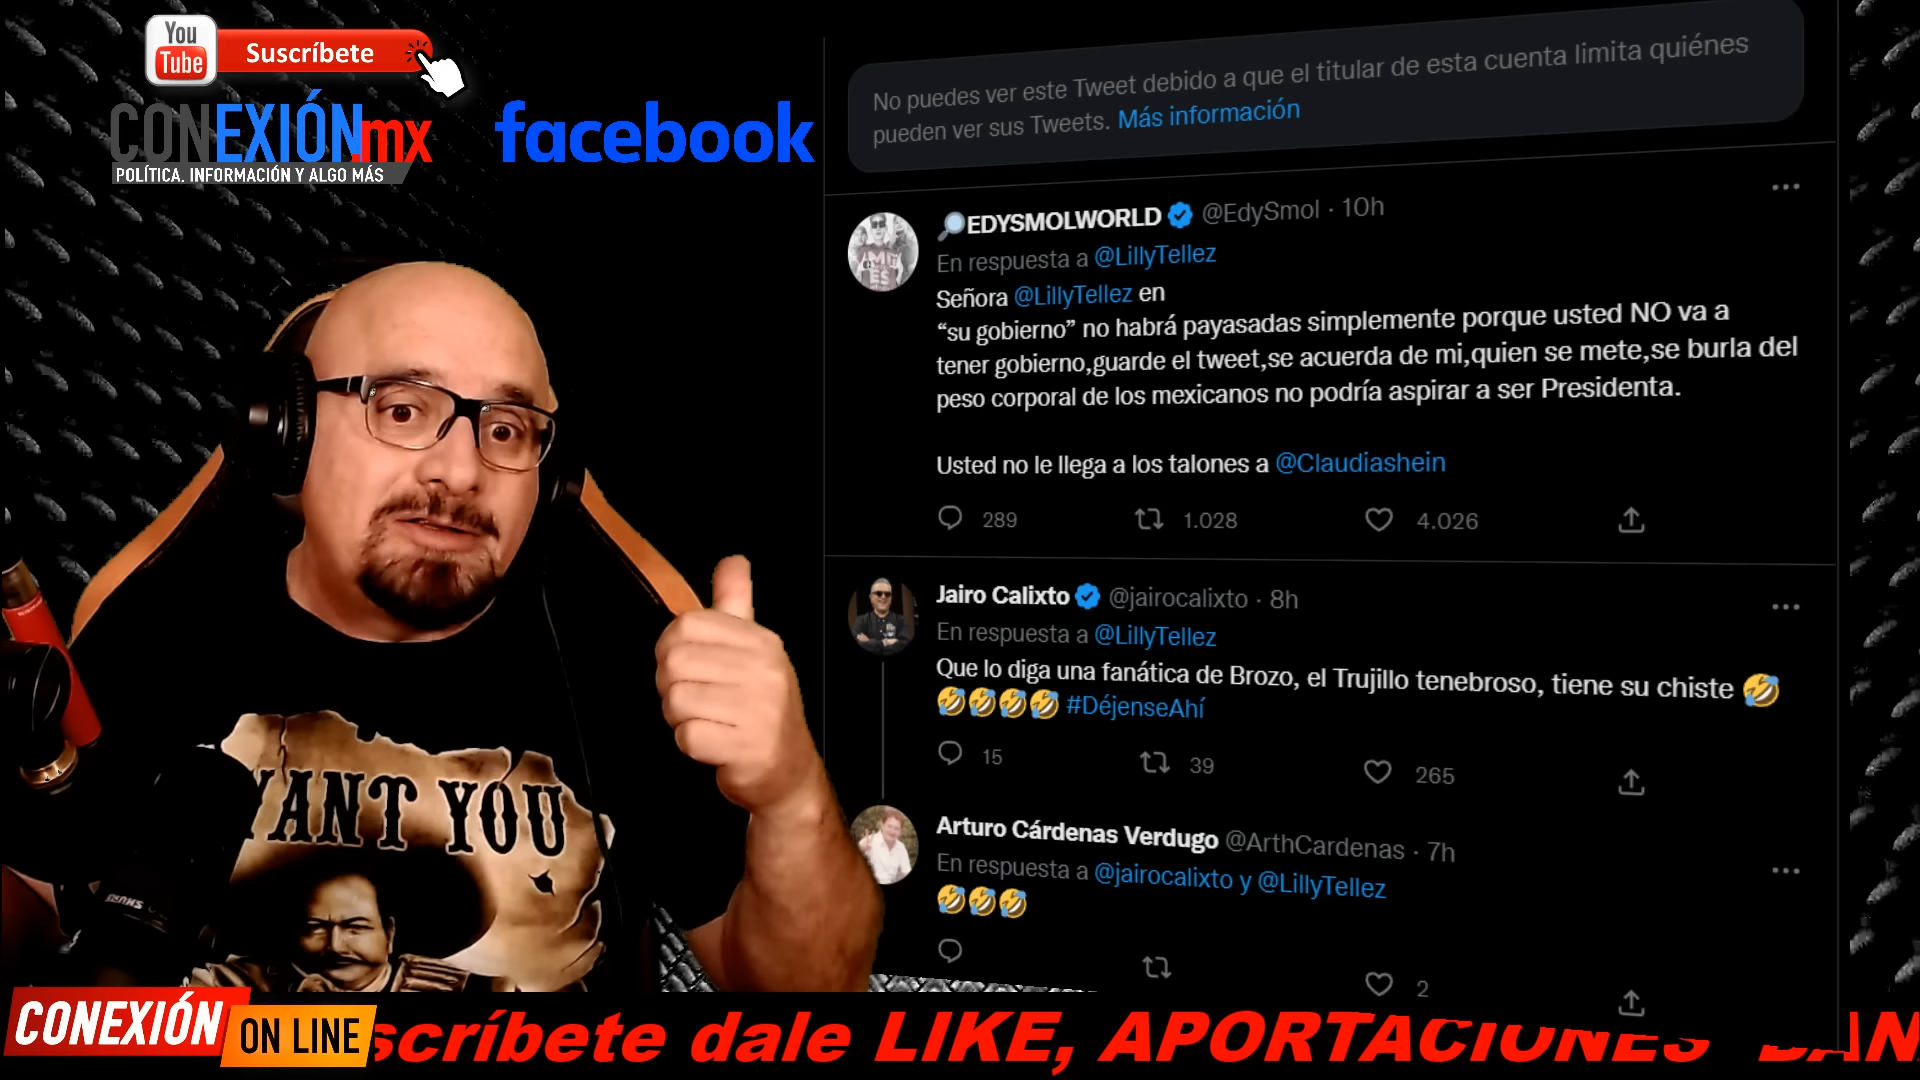 You
Tube
Suscríbete
CONEXIÓN.mx
POLÍTICA. INFORMACIÓN Y ALGO MÁS
facebook
No puedes ver este Tweet debido a que el titular de esta cuenta limita quiénes
pueden ver sus Tweets. Más información
EDYSMOLWORLD @EdySmol · 10h
En respuesta a @LillyTellez
Señora @LillyTellez en
“su gobierno” no habrá payasadas simplemente porque usted NO va a
tener gobierno,guarde el tweet,se acuerda de mi,quien se mete,se burla del
peso corporal de los mexicanos no podría aspirar a ser Presidenta.
Usted no le llega a los talones a @Claudiashein
289 1.028 4.026
Jairo Calixto @jairocalixto · 8h
En respuesta a @LillyTellez
Que lo diga una fanática de Brozo, el Trujillo tenebroso, tiene su chiste 🤣
🤣🤣🤣🤣 #DéjenseAhí
15 39 265
Arturo Cárdenas Verdugo @ArthCardenas · 7h
En respuesta a @jairocalixto y @LillyTellez
🤣🤣🤣
2
WANT YOU
CONEXIÓN
ON LINE
scríbete dale LIKE, APORTACIONES BAN